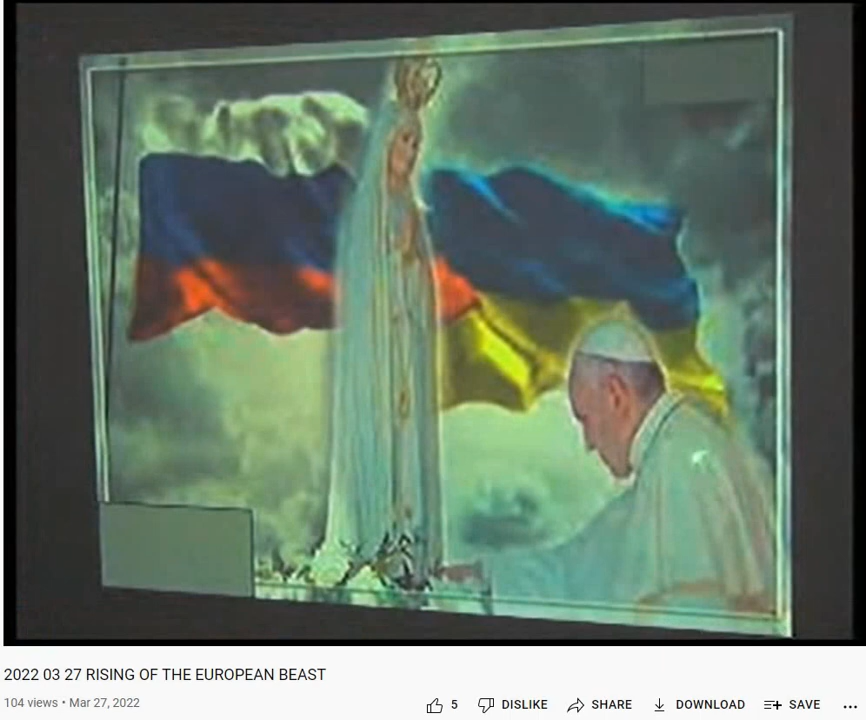 2022 03 27 RISING OF THE EUROPEAN BEAST
104 views • Mar 27, 2022
5 DISLIKE SHARE DOWNLOAD SAVE ...